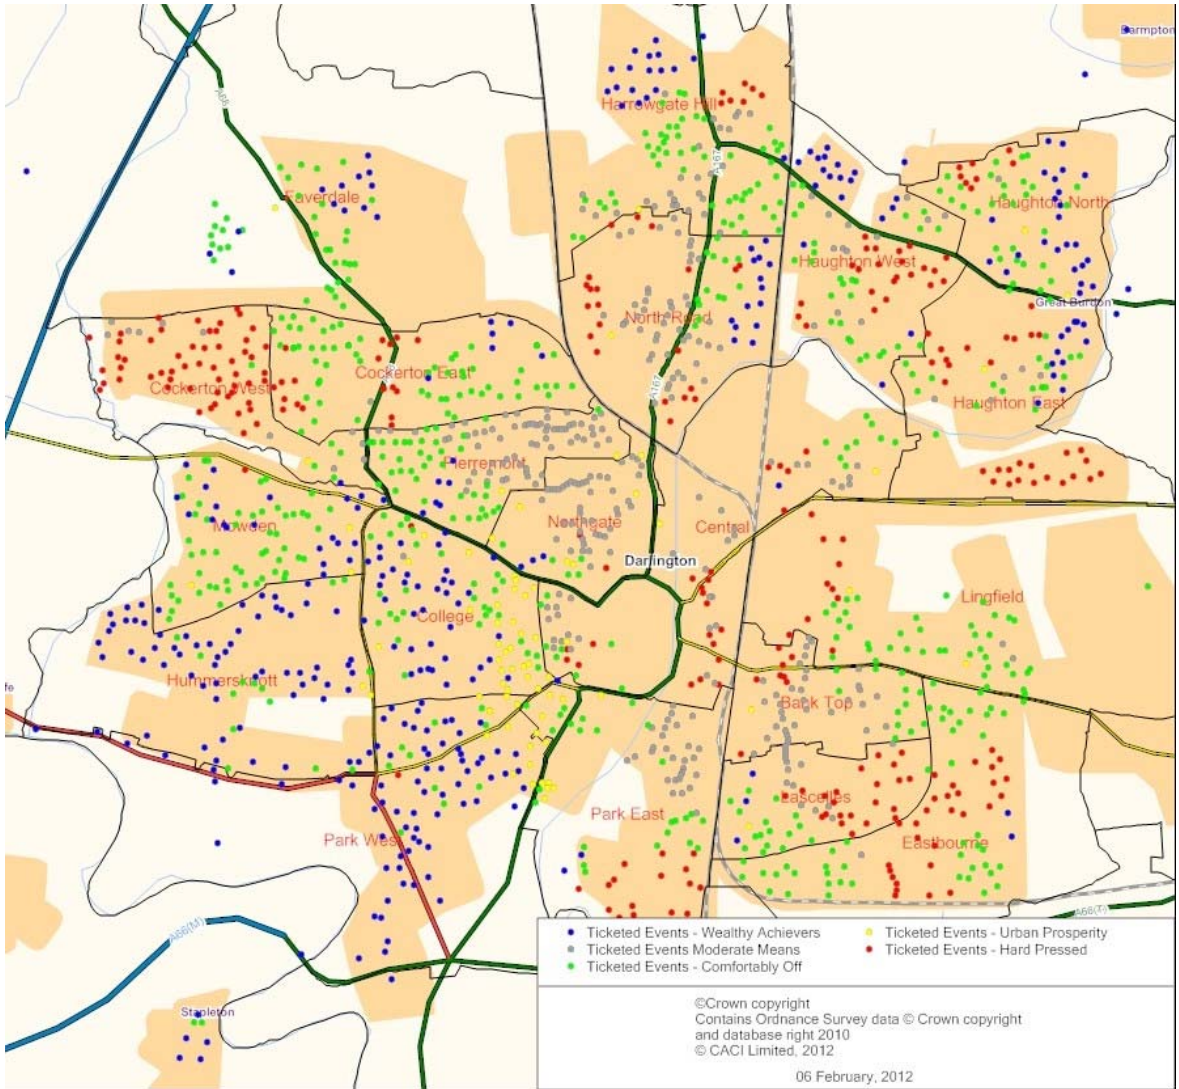 Darmpton
Harrowgate Hill
A68
A167
Faverdale
Haughton North
Haughton West
Great Burdon
North Road
Cockerton West
Cockerton East
A167
Haughton East
Pierremont
Northgate
Central
Mowden
Darlington
College
Lingfield
Hummersknott
Back Top
Lascelles
Park East
Park West
Eastbourne
A66(M)
A66(T)
Stapleton
Ticketed Events - Wealthy Achievers
Ticketed Events - Urban Prosperity
Ticketed Events Moderate Means
Ticketed Events - Hard Pressed
Ticketed Events - Comfortably Off
©Crown copyright
Contains Ordnance Survey data © Crown copyright
and database right 2010
© CACI Limited, 2012
06 February, 2012